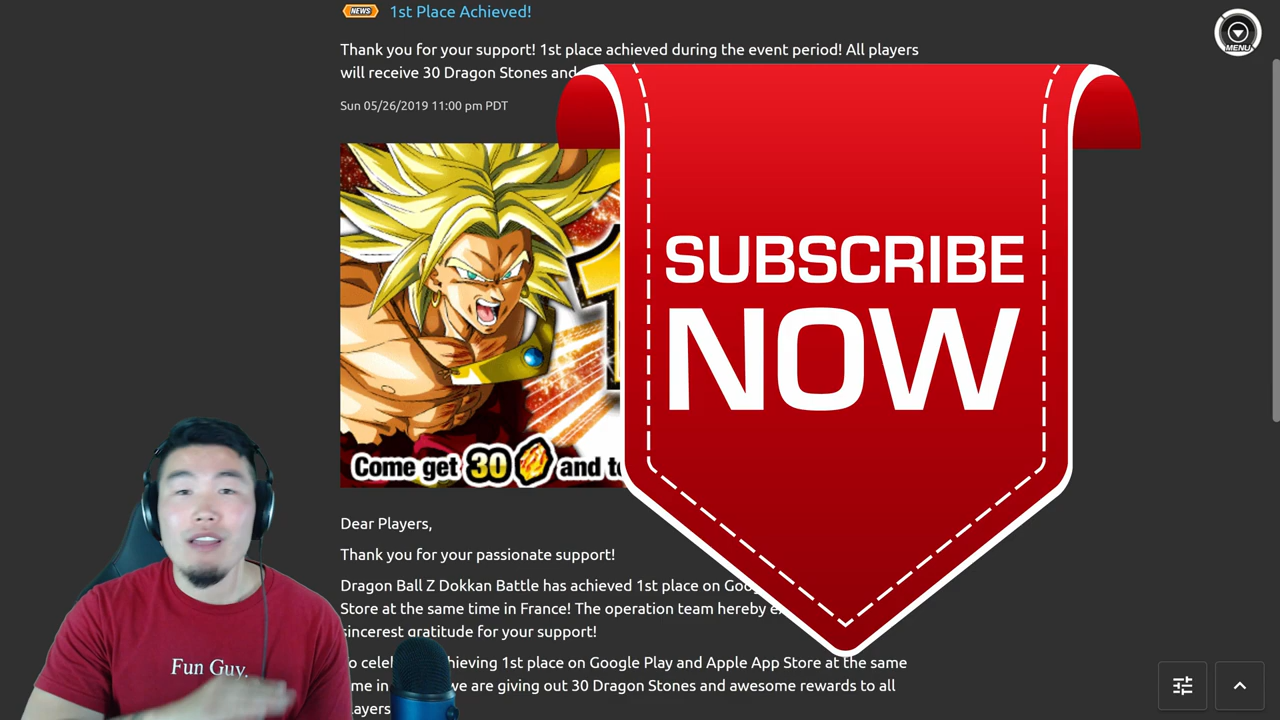 NEWS 1st Place Achieved!
Thank you for your support! 1st place achieved during the event period! All players
will receive 30 Dragon Stones and
Sun 05/26/2019 11:00 pm PDT
MENU
SUBSCRIBE
NOW
Come get 30 and
Dear Players,
Thank you for your passionate support!
Dragon Ball Z Dokkan Battle has achieved 1st place on
Store at the same time in France! The operation team hereby
sincerest gratitude for your support!
achieving 1st place on Google Play and Apple App Store at the same
we are giving out 30 Dragon Stones and awesome rewards to all
Fun Guy.